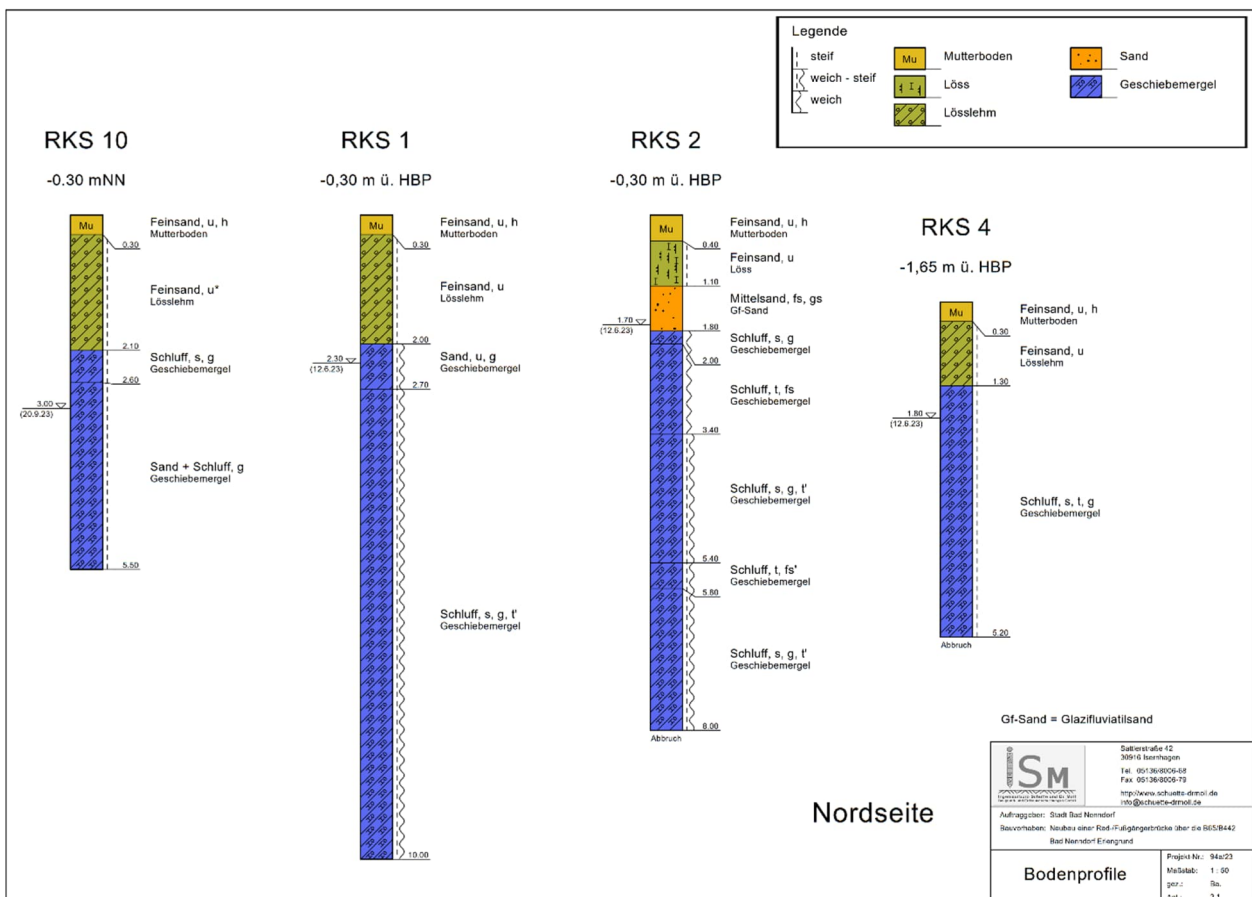 Legende
steif
weich - steif
weich
Mu
Mutterboden
Löss
Lösslehm
Sand
Geschiebemergel
RKS 10
-0.30 mNN
Mu
0.30
Feinsand, u, h
Mutterboden
Feinsand, u*
Lösslehm
2.10
Schluff, s, g
Geschiebemergel
2.60
3.00
(20.9.23)
Sand + Schluff, g
Geschiebemergel
5.50
RKS 1
-0,30 m ü. HBP
Mu
0.30
Feinsand, u, h
Mutterboden
Feinsand, u
Lösslehm
2.00
2.30
(12.6.23)
Sand, u, g
Geschiebemergel
2.70
Schluff, s, g, t'
Geschiebemergel
10.00
RKS 2
-0,30 m ü. HBP
Mu
0.40
Feinsand, u, h
Mutterboden
Feinsand, u
Löss
1.10
Mittelsand, fs, gs
Gf-Sand
1.70
(12.6.23)
1.80
Schluff, s, g
Geschiebemergel
2.00
Schluff, t, fs
Geschiebemergel
3.40
Schluff, s, g, t'
Geschiebemergel
5.40
Schluff, t, fs'
Geschiebemergel
5.80
Schluff, s, g, t'
Geschiebemergel
8.00
Abbruch
RKS 4
-1,65 m ü. HBP
Mu
0.30
Feinsand, u, h
Mutterboden
Feinsand, u
Lösslehm
1.30
1.80
(12.6.23)
Schluff, s, t, g
Geschiebemergel
5.20
Abbruch
Gf-Sand = Glazifluviatilsand
Nordseite
ISM
Sattlerstraße 42
30916 Isernhagen
Tel. 05136/8006-68
Fax 05136/8006-79
http://www.schuette-drmoll.de
info@schuette-drmoll.de
Auftraggeber: Stadt Bad Nenndorf
Bauvorhaben: Neubau einer Rad-/Fußgängerbrücke über die B65/B442
Bad Nenndorf Erlengrund
Bodenprofile
Projekt-Nr.: 94a/23
Maßstab: 1 : 50
gez.: Ba.